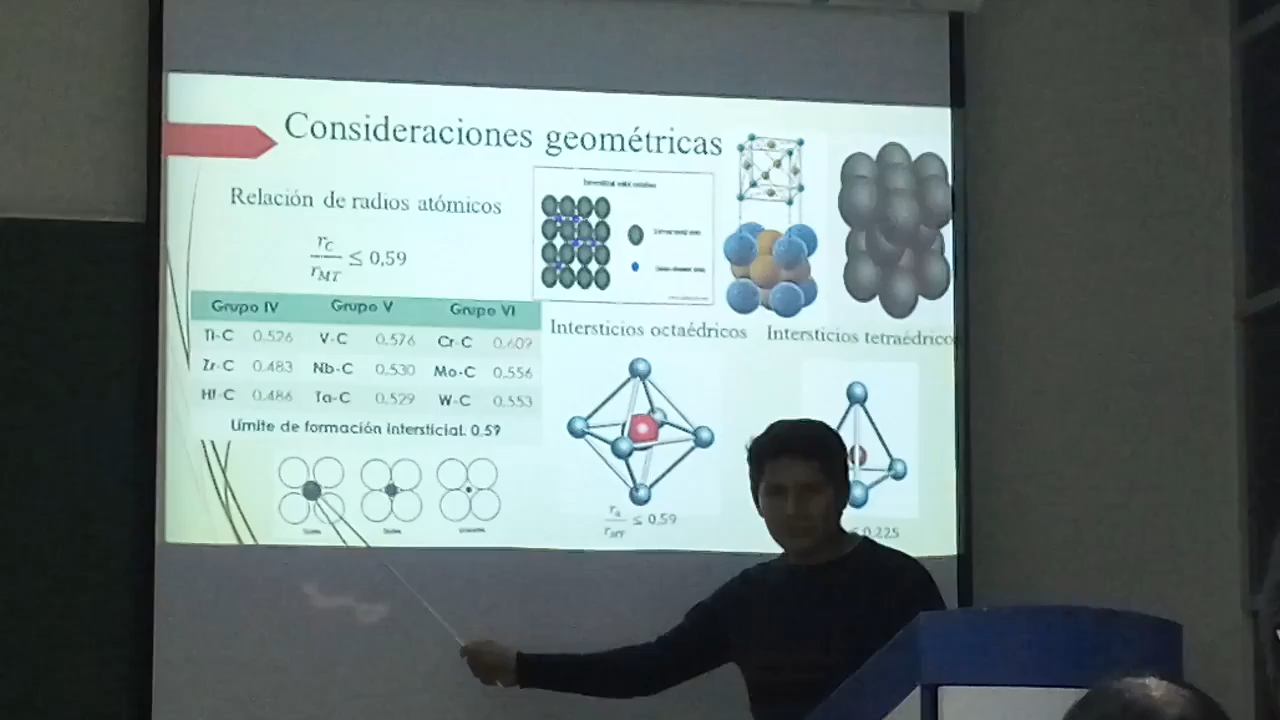 Consideraciones geométricas
Relación de radios atómicos
r_C / r_MT ≤ 0,59
Grupo IV Grupo V Grupo VI
Ti-C 0.526 V-C 0.576 Cr-C 0.609
Zr-C 0.483 Nb-C 0.530 Mo-C 0.556
Hf-C 0.486 Ta-C 0.529 W-C 0.553
Límite de formación intersticial. 0,59
Intersticios octaédricos
≤ 0,59
Intersticios tetraédrico
0.225